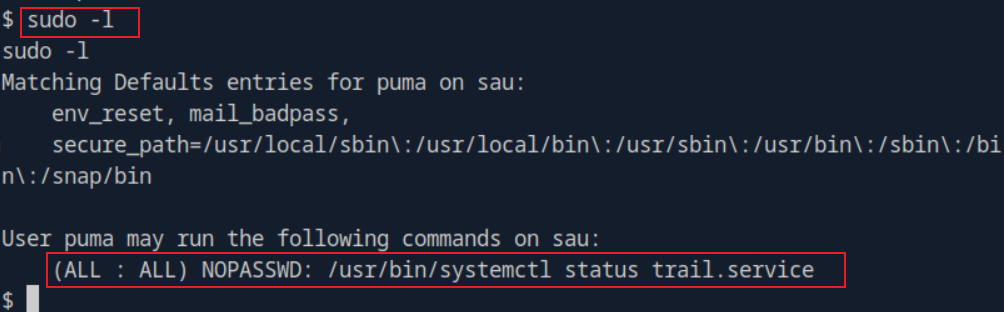 $ sudo -l
sudo -l
Matching Defaults entries for puma on sau:
    env_reset, mail_badpass,
    secure_path=/usr/local/sbin\:/usr/local/bin\:/usr/sbin\:/usr/bin\:/sbin\:/bi
n\:/snap/bin

User puma may run the following commands on sau:
    (ALL : ALL) NOPASSWD: /usr/bin/systemctl status trail.service
$